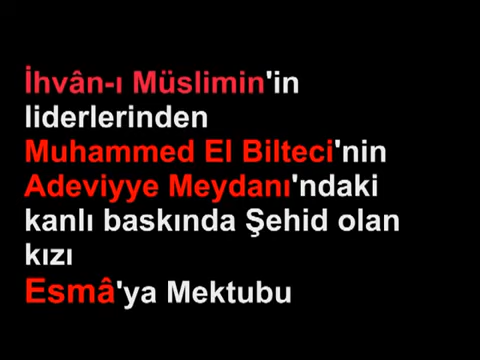 İhvân-ı Müslimin'in
liderlerinden
Muhammed El Bilteci'nin
Adeviyye Meydanı'ndaki
kanlı baskında Şehid olan
kızı
Esmâ'ya Mektubu